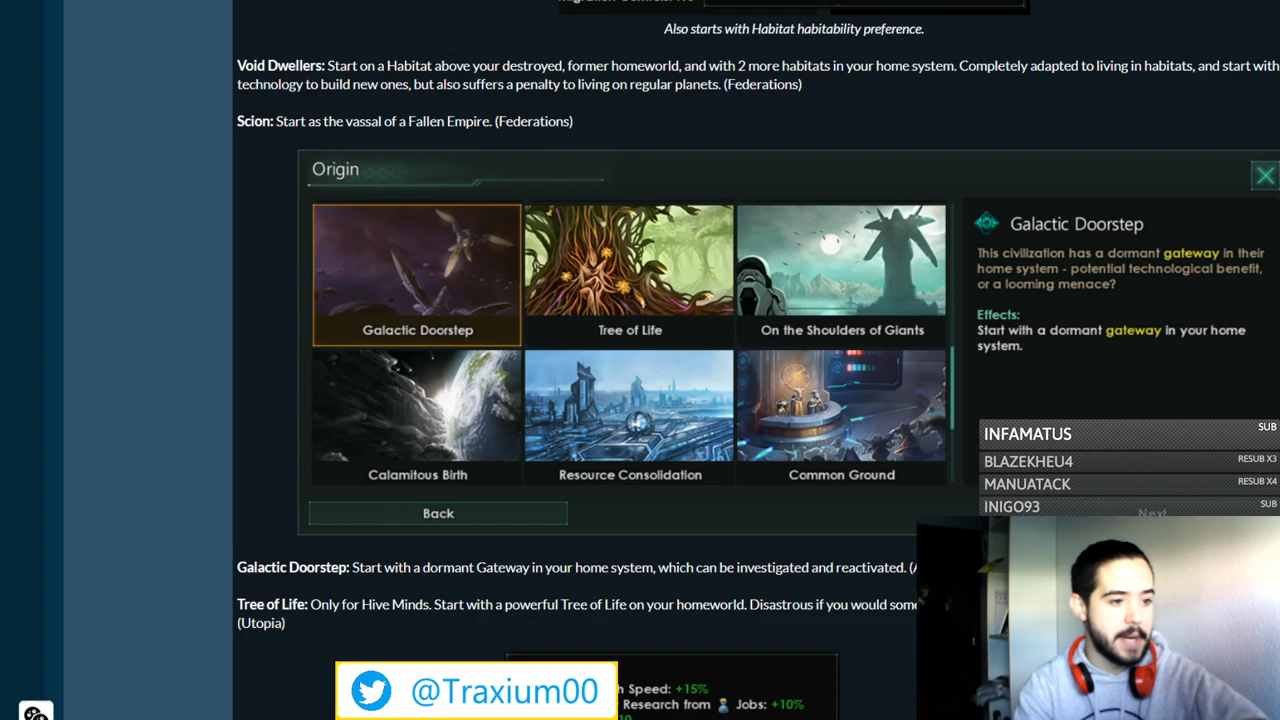 Also starts with Habitat habitability preference.
Void Dwellers: Start on a Habitat above your destroyed, former homeworld, and with 2 more habitats in your home system. Completely adapted to living in habitats, and start with
technology to build new ones, but also suffers a penalty to living on regular planets. (Federations)
Scion: Start as the vassal of a Fallen Empire. (Federations)
Origin
Galactic Doorstep
Tree of Life
On the Shoulders of Giants
Calamitous Birth
Resource Consolidation
Common Ground
Back
Galactic Doorstep
This civilization has a dormant gateway in their
home system - potential technological benefit,
or a looming menace?
Effects:
Start with a dormant gateway in your home
system.
Next
INFAMATUS SUB
BLAZEKHEU4 RESUB X3
MANUATACK RESUB X4
INIGO93 SUB
Galactic Doorstep: Start with a dormant Gateway in your home system, which can be investigated and reactivated.
Tree of Life: Only for Hive Minds. Start with a powerful Tree of Life on your homeworld. Disastrous if you would
(Utopia)
Speed: +15%
Research from Jobs: +10%
@Traxium00